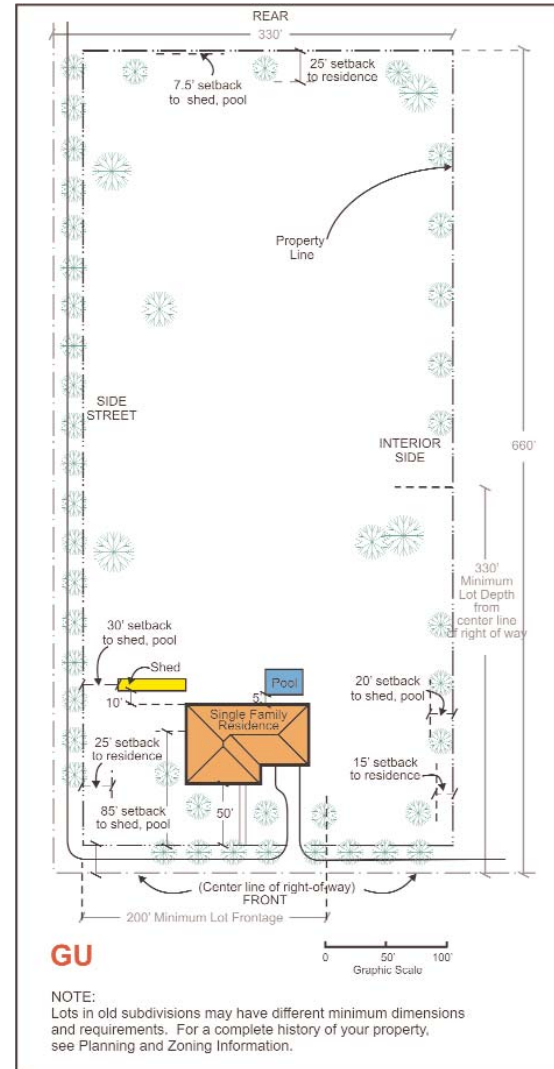 REAR
330'
25' setback
to residence
7.5' setback
to shed, pool
Property
Line
SIDE
STREET
INTERIOR
SIDE
660'
330'
Minimum
Lot Depth
from
center line
of right of way
30' setback
to shed, pool
Shed
10'
Pool
5'
Single Family
Residence
20' setback
to shed, pool
25' setback
to residence
15' setback
to residence
85' setback
to shed, pool
50'
(Center line of right-of-way)
FRONT
200' Minimum Lot Frontage
GU
0 50' 100'
Graphic Scale
NOTE:
Lots in old subdivisions may have different minimum dimensions
and requirements. For a complete history of your property,
see Planning and Zoning Information.